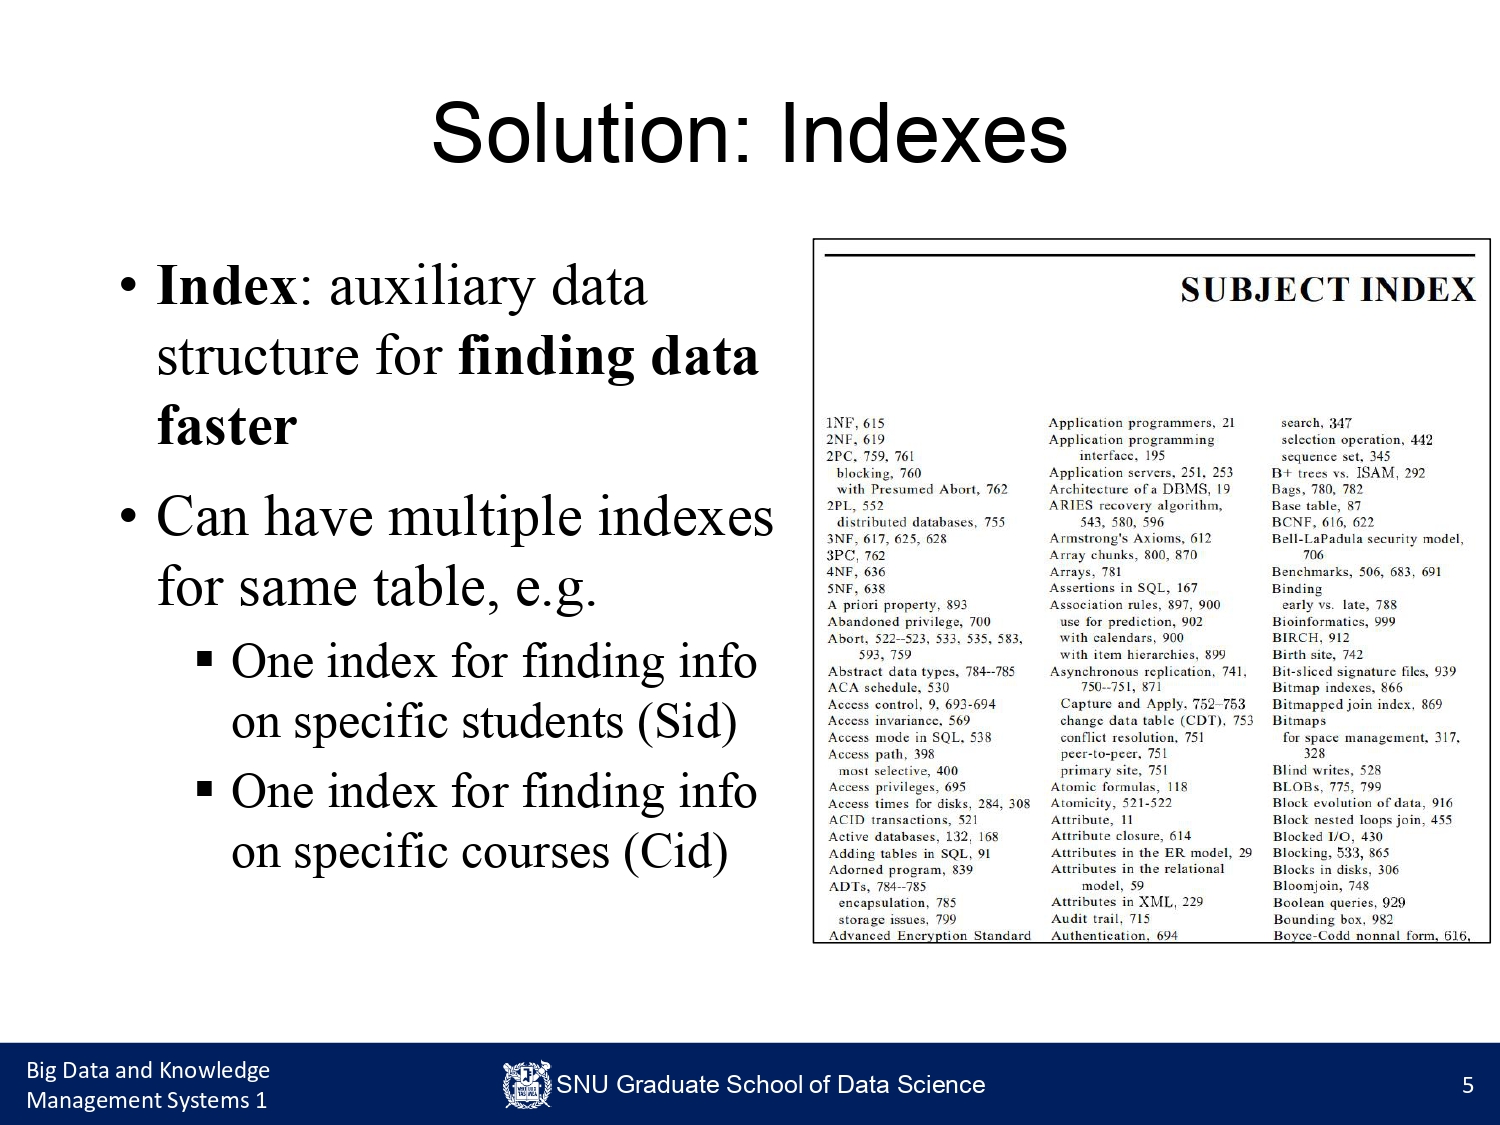 Solution: Indexes
• Index: auxiliary data
structure for finding data
faster
• Can have multiple indexes
for same table, e.g.
▪ One index for finding info
on specific students (Sid)
▪ One index for finding info
on specific courses (Cid)
SUBJECT INDEX
1NF, 615
2NF, 619
2PC, 759, 761
blocking, 760
with Presumed Abort, 762
2PL, 552
distributed databases, 755
3NF, 617, 625, 628
3PC, 762
4NF, 636
5NF, 638
A priori property, 893
Abandoned privilege, 700
Abort, 522--523, 533, 535, 583,
593, 759
Abstract data types, 784--785
ACA schedule, 530
Access control, 9, 693-694
Access invariance, 569
Access mode in SQL, 538
Access path, 398
most selective, 400
Access privileges, 695
Access times for disks, 284, 308
ACID transactions, 521
Active databases, 132, 168
Adding tables in SQL, 91
Adorned program, 839
ADTs, 784--785
encapsulation, 785
storage issues, 799
Advanced Encryption Standard
Application programmers, 21
Application programming
interface, 195
Application servers, 251, 253
Architecture of a DBMS, 19
ARIES recovery algorithm,
543, 580, 596
Armstrong's Axioms, 612
Array chunks, 800, 870
Arrays, 781
Assertions in SQL, 167
Association rules, 897, 900
use for prediction, 902
with calendars, 900
with item hierarchies, 899
Asynchronous replication, 741,
750--751, 871
Capture and Apply, 752--753
change data table (CDT), 753
conflict resolution, 751
peer-to-peer, 751
primary site, 751
Atomic formulas, 118
Atomicity, 521-522
Attribute, 11
Attribute closure, 614
Attributes in the ER model, 29
Attributes in the relational
model, 59
Attributes in XML, 229
Audit trail, 715
Authentication, 694
search, 347
selection operation, 442
sequence set, 345
B+ trees vs. ISAM, 292
Bags, 780, 782
Base table, 87
BCNF, 616, 622
Bell-LaPadula security model,
706
Benchmarks, 506, 683, 691
Binding
early vs. late, 788
Bioinformatics, 999
BIRCH, 912
Birth site, 742
Bit-sliced signature files, 939
Bitmap indexes, 866
Bitmapped join index, 869
Bitmaps
for space management, 317,
328
Blind writes, 528
BLOBs, 775, 799
Block evolution of data, 916
Block nested loops join, 455
Blocked I/O, 430
Blocking, 533, 865
Blocks in disks, 306
Bloomjoin, 748
Boolean queries, 929
Bounding box, 982
Boyce-Codd nonnal form, 616,
Big Data and Knowledge
Management Systems 1
SNU Graduate School of Data Science
5